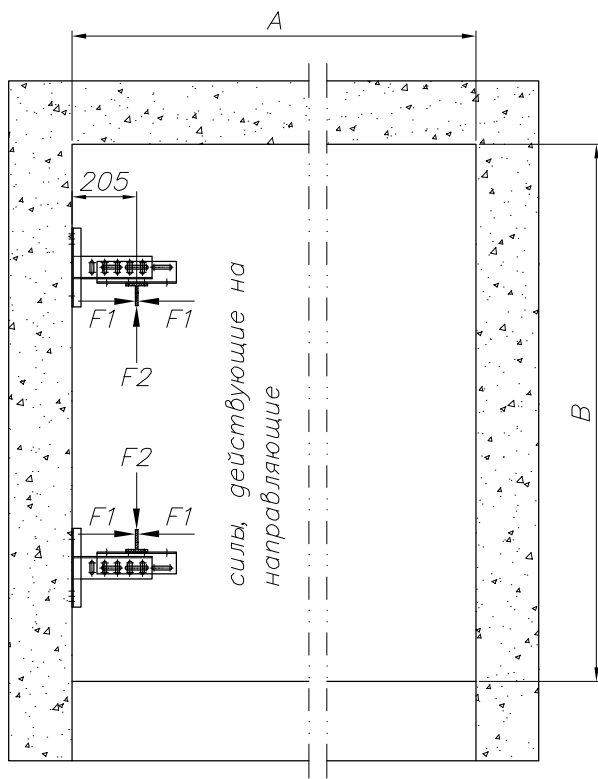 A
205
F1 F1
F2
F2
F1 F1
силы, действующие на
направляющие
B